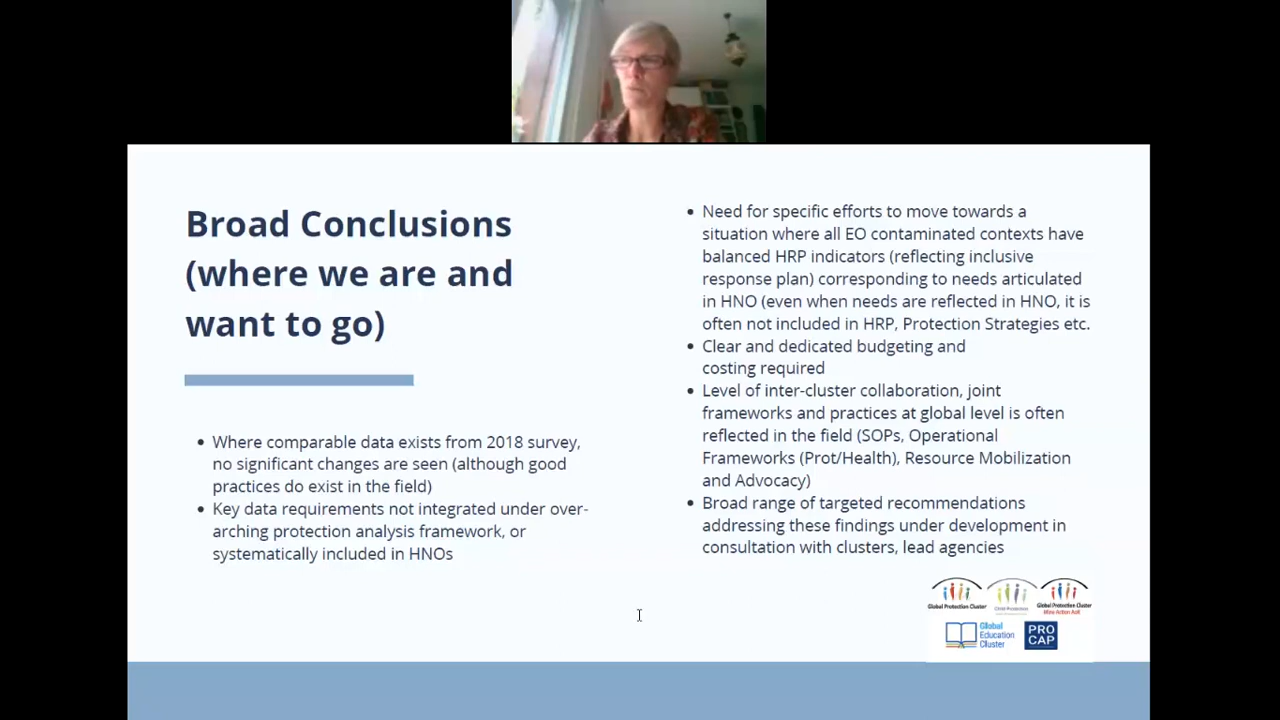 Broad Conclusions
(where we are and
want to go)
• Where comparable data exists from 2018 survey,
no significant changes are seen (although good
practices do exist in the field)
• Key data requirements not integrated under over-
arching protection analysis framework, or
systematically included in HNOs
• Need for specific efforts to move towards a
situation where all EO contaminated contexts have
balanced HRP indicators (reflecting inclusive
response plan) corresponding to needs articulated
in HNO (even when needs are reflected in HNO, it is
often not included in HRP, Protection Strategies etc.
• Clear and dedicated budgeting and
costing required
• Level of inter-cluster collaboration, joint
frameworks and practices at global level is often
reflected in the field (SOPs, Operational
Frameworks (Prot/Health), Resource Mobilization
and Advocacy)
• Broad range of targeted recommendations
addressing these findings under development in
consultation with clusters, lead agencies
Global Protection Cluster
Child Protection
Global Protection Cluster
Mine Action AoR
Global
Education
Cluster
PRO
CAP